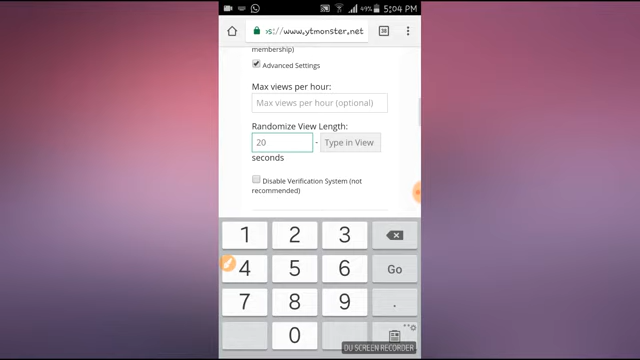 49% 5:04 PM
›s://www.ytmonster.net 38
membership)
Advanced Settings
Max views per hour:
Max views per hour (optional)
Randomize View Length:
20 - Type in View
seconds
Disable Verification System (not
recommended)
1 2 3
4 5 6 Go
7 8 9 .
0
DU SCREEN RECORDER